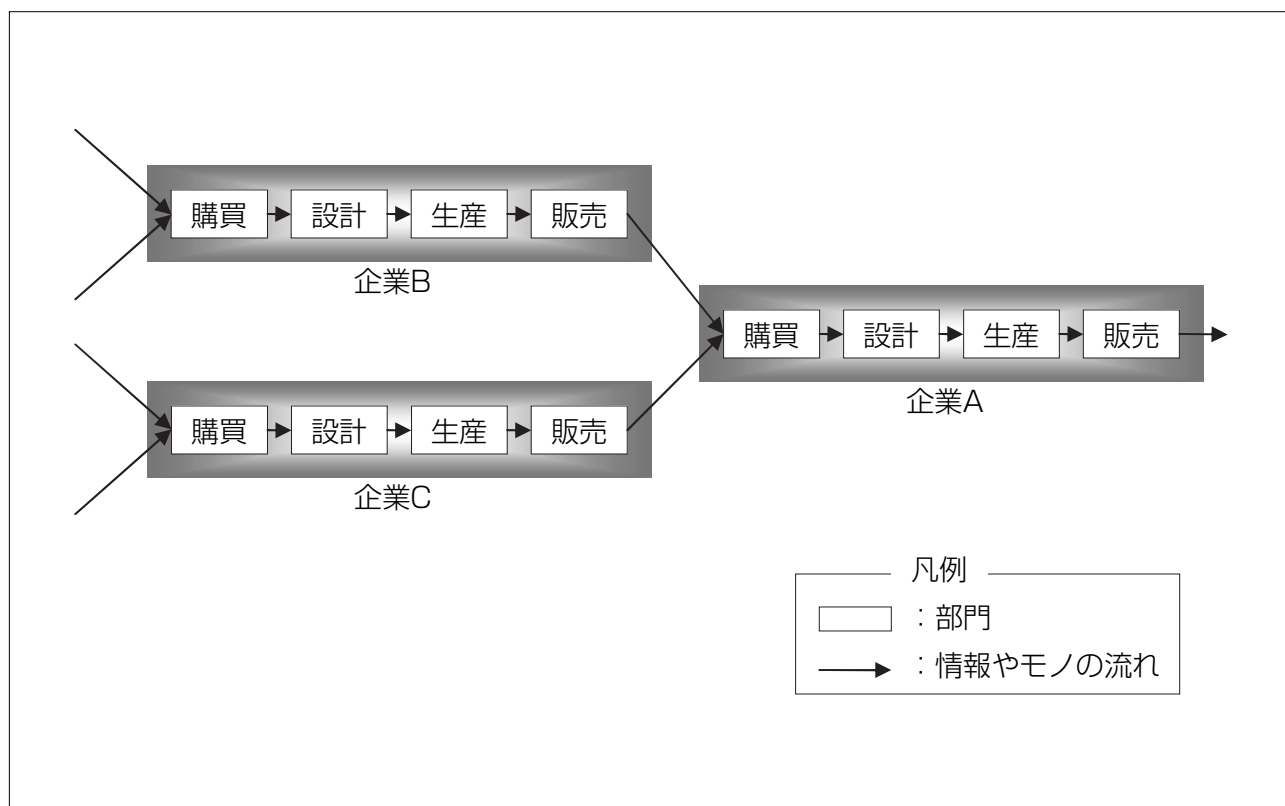 購買 設計 生産 販売
企業B
購買 設計 生産 販売
企業A
購買 設計 生産 販売
企業C
凡例
：部門
：情報やモノの流れ